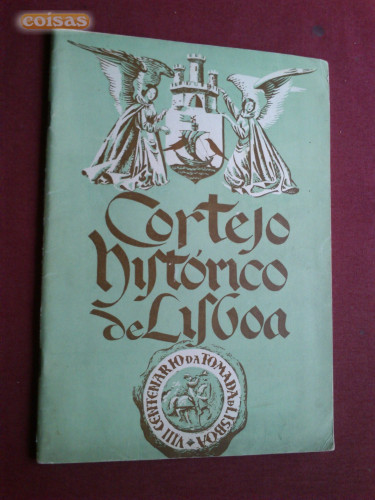 coisas
Cortejo
Histórico
de Lisboa
VIII CENTENARIO DA TOMADA DE LISBOA